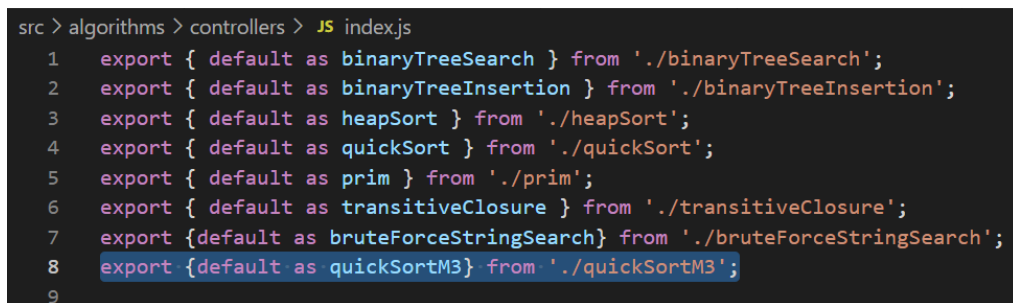 src > algorithms > controllers > JS index.js
1 export { default as binaryTreeSearch } from './binaryTreeSearch';
2 export { default as binaryTreeInsertion } from './binaryTreeInsertion';
3 export { default as heapSort } from './heapSort';
4 export { default as quickSort } from './quickSort';
5 export { default as prim } from './prim';
6 export { default as transitiveClosure } from './transitiveClosure';
7 export {default as bruteForceStringSearch} from './bruteForceStringSearch';
8 export {default as quickSortM3} from './quickSortM3';
9